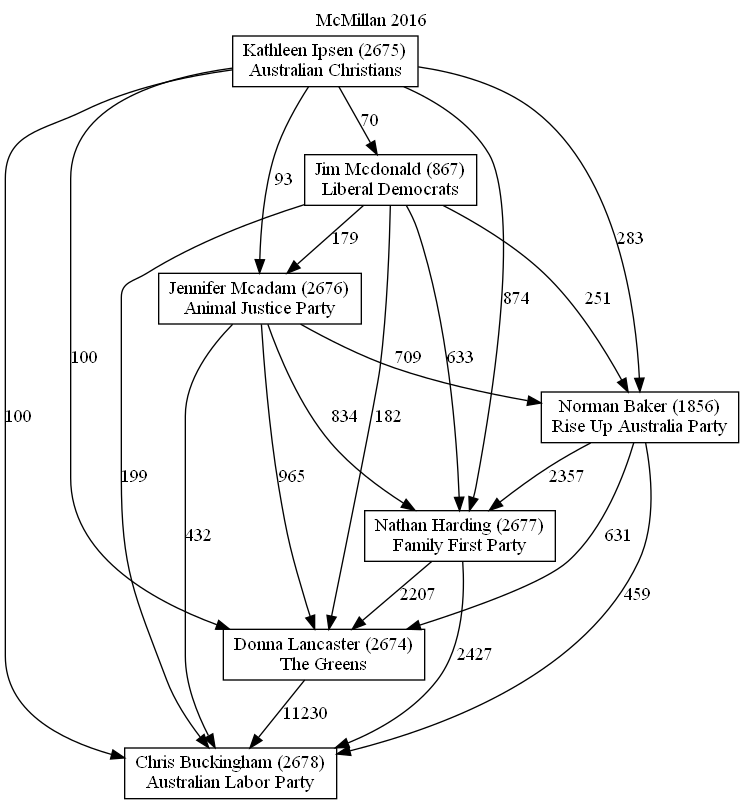 McMillan 2016
Kathleen Ipsen (2675)
Australian Christians
70
Jim Mcdonald (867)
Liberal Democrats
93
179
283
Jennifer Mcadam (2676)
Animal Justice Party
874
251
100
709
633
Norman Baker (1856)
Rise Up Australia Party
100
834
182
199
965
2357
Nathan Harding (2677)
Family First Party
432
631
2207
459
Donna Lancaster (2674)
The Greens
2427
11230
Chris Buckingham (2678)
Australian Labor Party